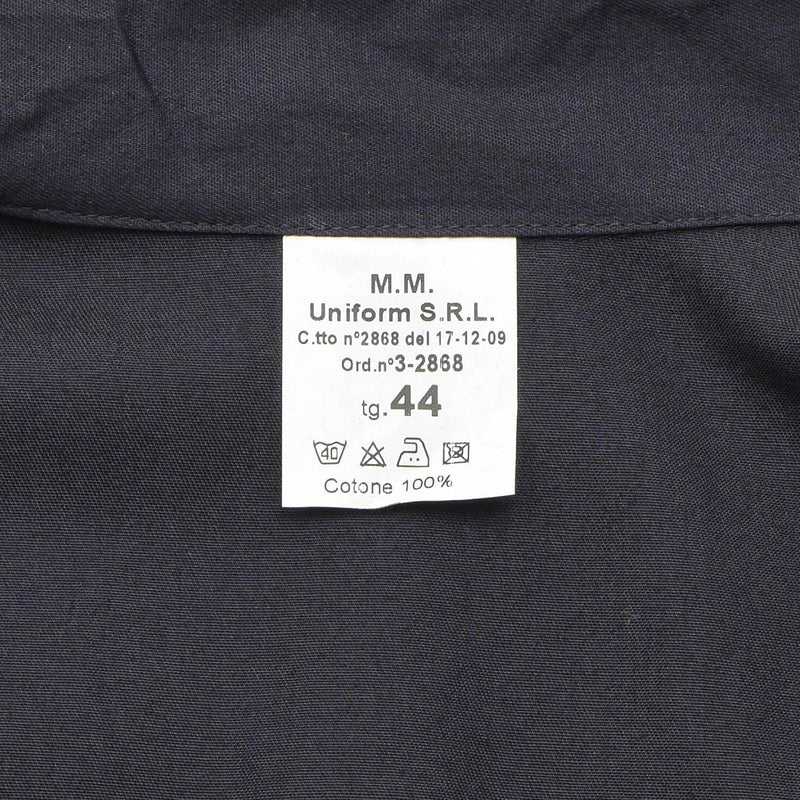 M.M.
Uniform S.R.L.
C.tto n°2868 del 17-12-09
Ord.n°3-2868
tg.44
40
Cotone 100%